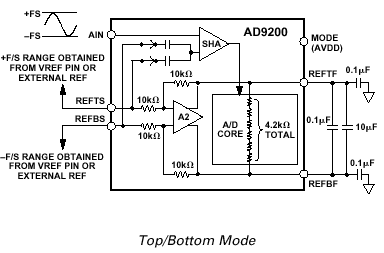 +FS
–FS
AIN
AD9200
SHA
MODE
(AVDD)
+F/S RANGE OBTAINED
FROM VREF PIN OR
EXTERNAL REF
10kΩ
REFTF
0.1µF
REFTS
10kΩ
REFBS
10kΩ
A2
A/D
CORE
4.2kΩ
TOTAL
0.1µF
10µF
–F/S RANGE OBTAINED
FROM VREF PIN OR
EXTERNAL REF
10kΩ
0.1µF
REFBF
Top/Bottom Mode